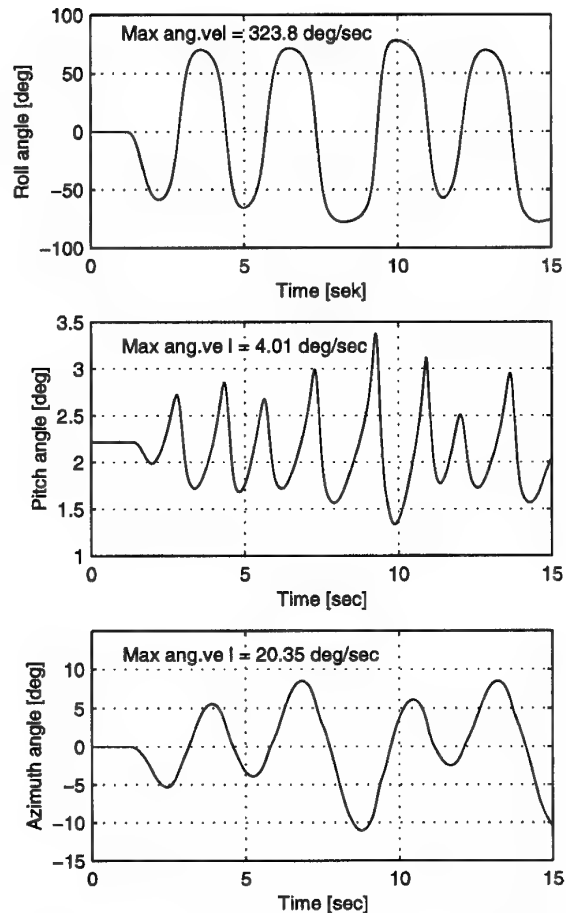 Max ang.vel = 323.8 deg/sec
100
50
0
−50
−100
Roll angle [deg]
0 5 10 15
Time [sek]
Max ang.ve l = 4.01 deg/sec
3.5
3
2.5
2
1.5
1
Pitch angle [deg]
0 5 10 15
Time [sec]
Max ang.ve l = 20.35 deg/sec
10
5
0
−5
−10
−15
Azimuth angle [deg]
0 5 10 15
Time [sec]